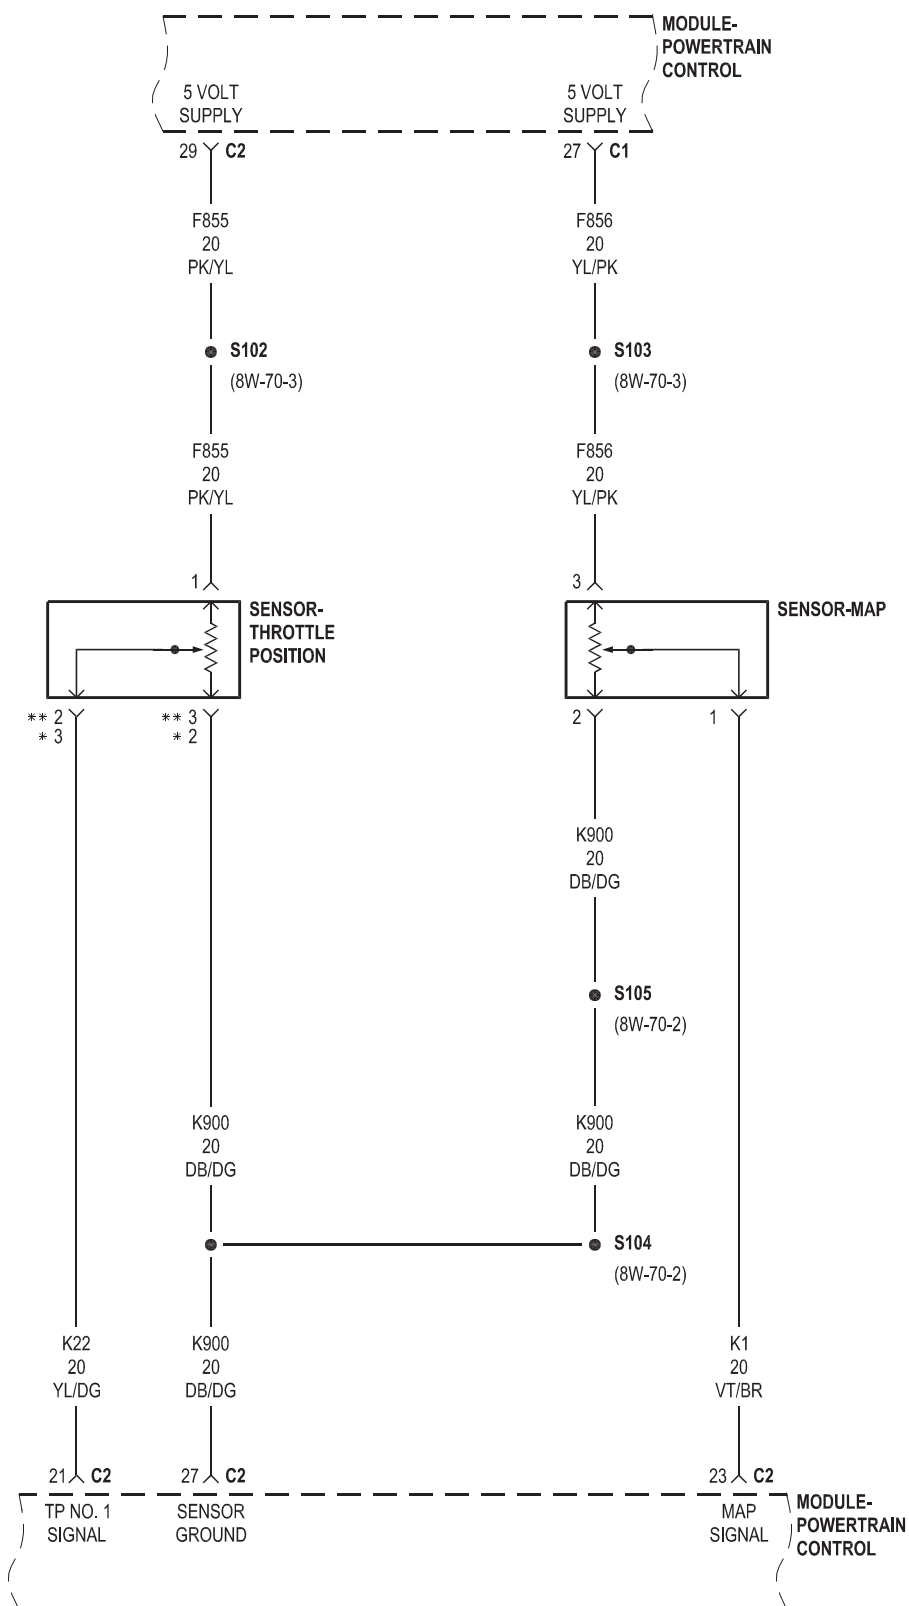 MODULE-
POWERTRAIN
CONTROL
5 VOLT
SUPPLY
5 VOLT
SUPPLY
29 C2
27 C1
F855
20
PK/YL
F856
20
YL/PK
S102
(8W-70-3)
S103
(8W-70-3)
F855
20
PK/YL
F856
20
YL/PK
1
3
SENSOR-
THROTTLE
POSITION
SENSOR-MAP
** 2
* 3
** 3
* 2
2
1
K900
20
DB/DG
S105
(8W-70-2)
K900
20
DB/DG
K900
20
DB/DG
S104
(8W-70-2)
K22
20
YL/DG
K900
20
DB/DG
K1
20
VT/BR
21 C2
27 C2
23 C2
TP NO. 1
SIGNAL
SENSOR
GROUND
MAP
SIGNAL
MODULE-
POWERTRAIN
CONTROL